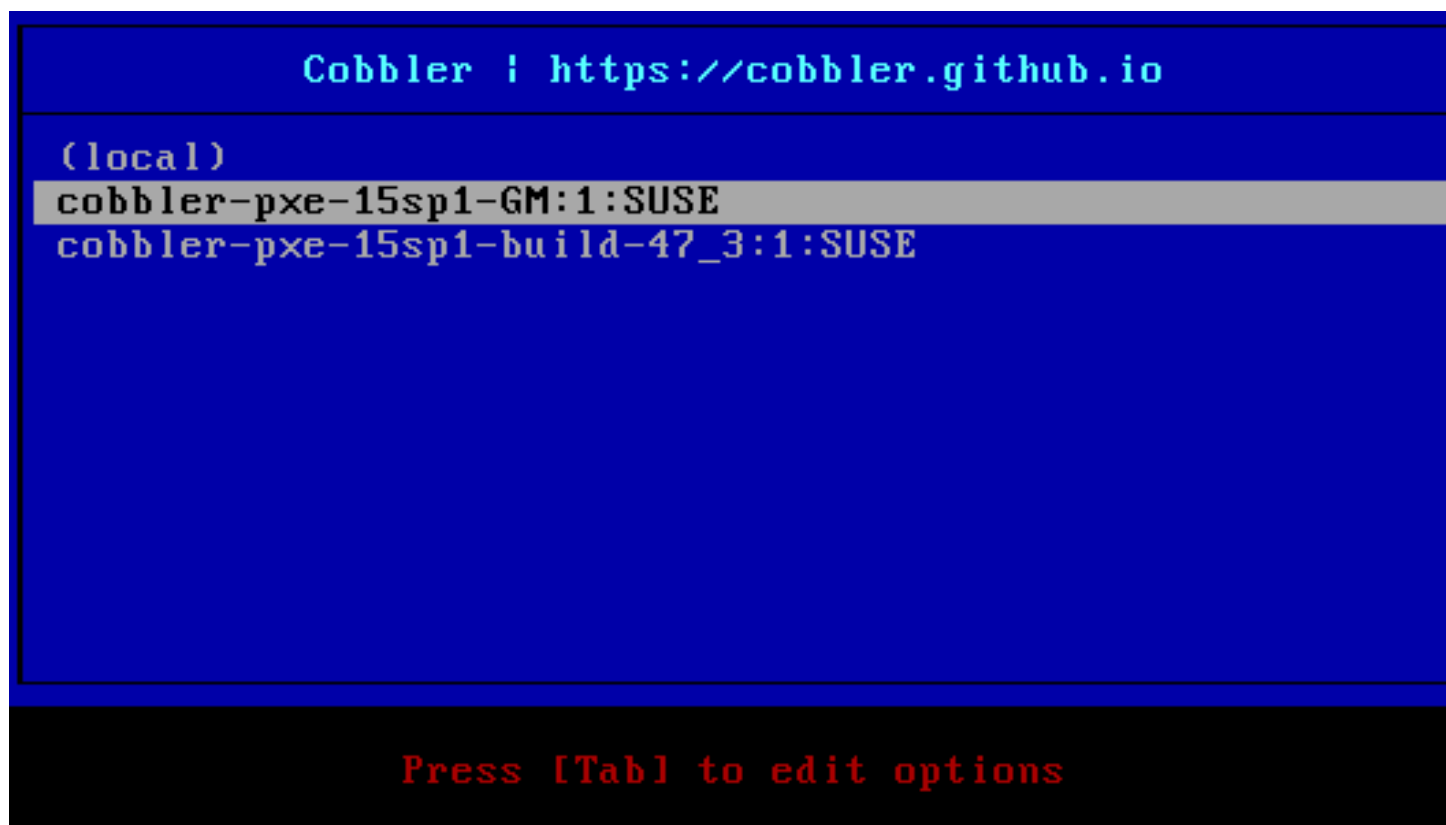 Cobbler | https://cobbler.github.io
(local)
cobbler-pxe-15sp1-GM:1:SUSE
cobbler-pxe-15sp1-build-47_3:1:SUSE
Press [Tab] to edit options